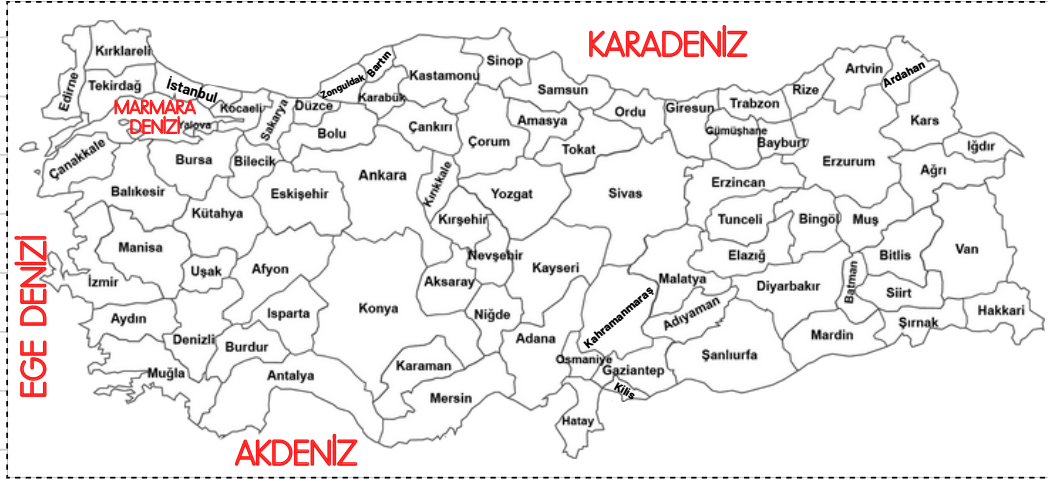 KARADENİZ
Kırklareli
Edirne
Tekirdağ
İstanbul
MARMARA
DENİZİ
Yalova
Kocaeli
Sakarya
Düzce
Zonguldak
Bartın
Karabük
Kastamonu
Sinop
Samsun
Ordu
Giresun
Trabzon
Rize
Artvin
Ardahan
Kars
Iğdır
Ağrı
Erzurum
Bayburt
Gümüşhane
Tokat
Amasya
Çorum
Çankırı
Bolu
Bilecik
Bursa
Çanakkale
Balıkesir
Kütahya
Eskişehir
Ankara
Kırıkkale
Kırşehir
Yozgat
Sivas
Erzincan
Tunceli
Bingöl
Muş
Bitlis
Van
Hakkari
Şırnak
Siirt
Batman
Mardin
Diyarbakır
Elazığ
Malatya
Adıyaman
Şanlıurfa
Kahramanmaraş
Gaziantep
Kilis
Osmaniye
Hatay
Adana
Kayseri
Nevşehir
Niğde
Aksaray
Konya
Karaman
Mersin
Antalya
Isparta
Burdur
Afyon
Uşak
Denizli
Manisa
İzmir
Aydın
Muğla
EGE DENİZİ
AKDENİZ